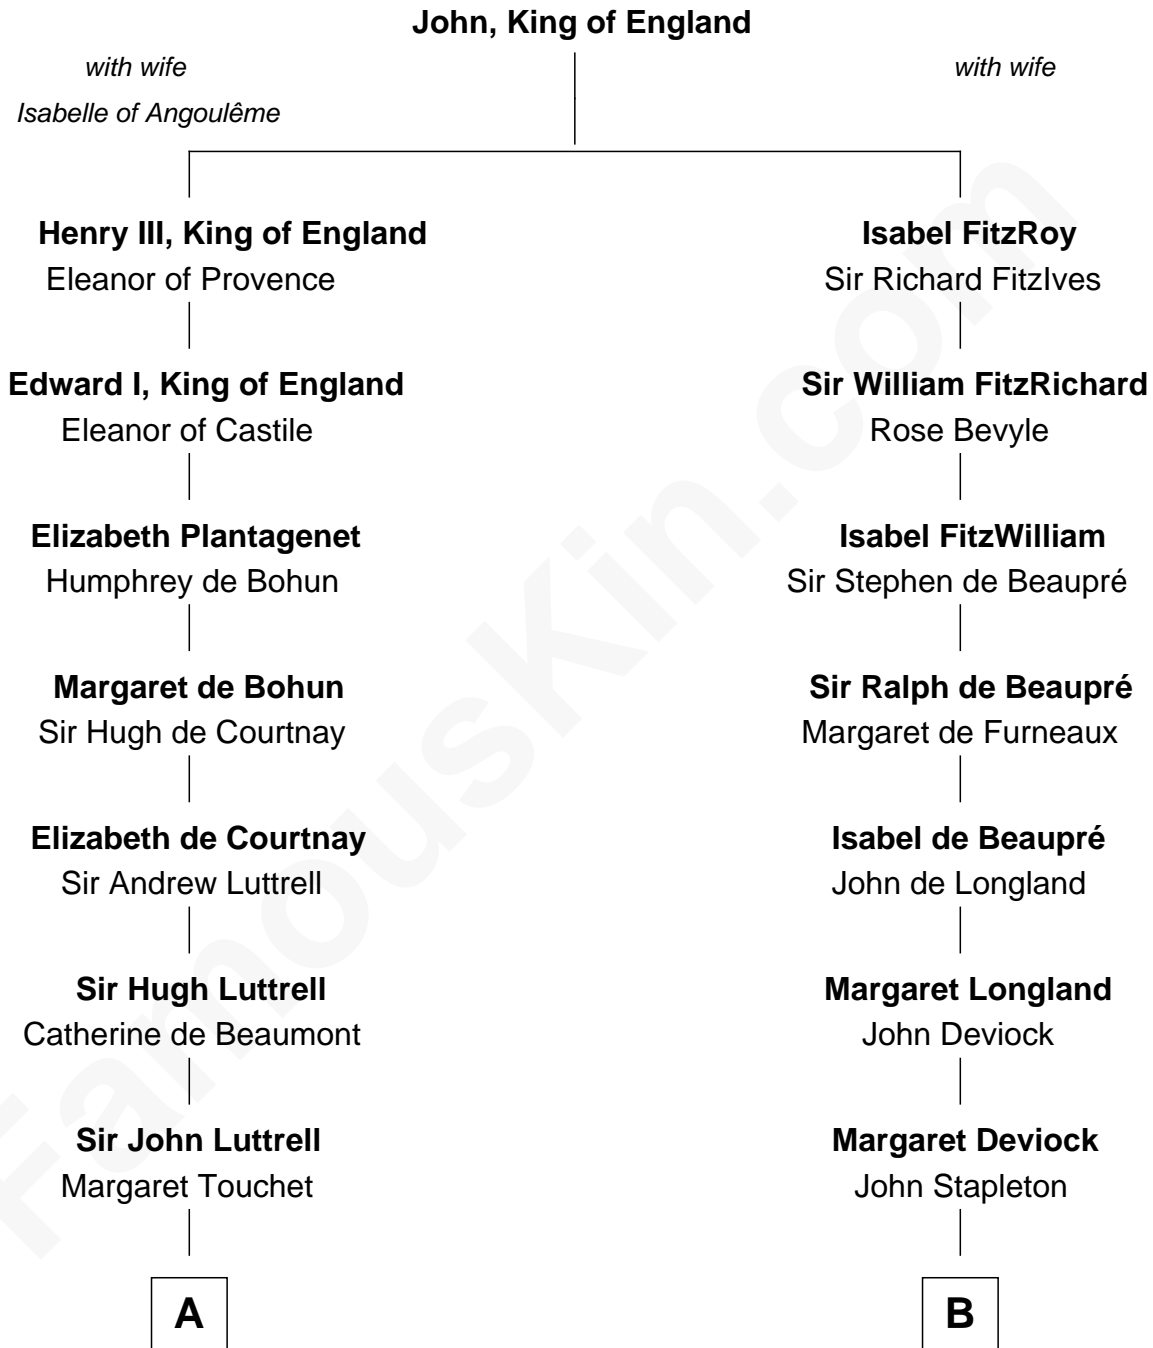 John, King of England
with wife
Isabelle of Angoulême
with wife
Henry III, King of England
Eleanor of Provence
Isabel FitzRoy
Sir Richard FitzIves
Edward I, King of England
Eleanor of Castile
Sir William FitzRichard
Rose Bevyle
Elizabeth Plantagenet
Humphrey de Bohun
Isabel FitzWilliam
Sir Stephen de Beaupré
Margaret de Bohun
Sir Hugh de Courtnay
Sir Ralph de Beaupré
Margaret de Furneaux
Elizabeth de Courtnay
Sir Andrew Luttrell
Isabel de Beaupré
John de Longland
Sir Hugh Luttrell
Catherine de Beaumont
Margaret Longland
John Deviock
Sir John Luttrell
Margaret Touchet
Margaret Deviock
John Stapleton
A
B
FamousKin.com